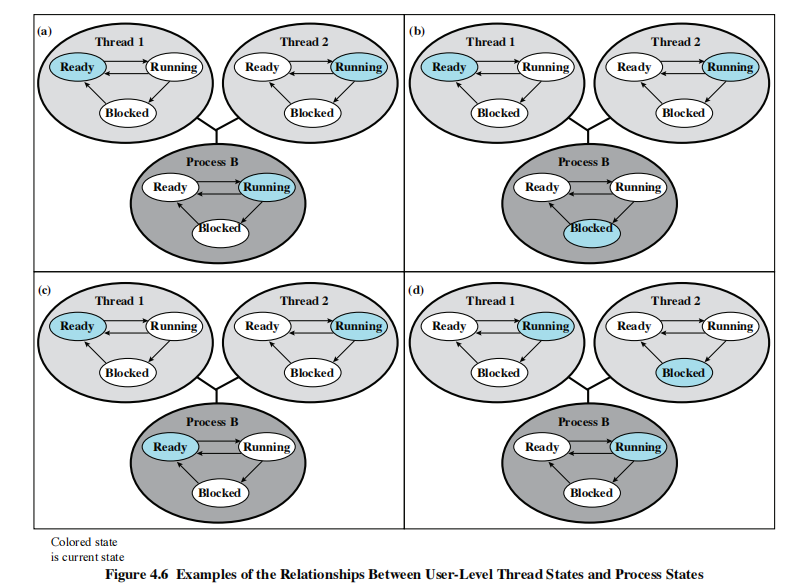 (a)
Thread 1
Ready Running
Blocked
Thread 2
Ready Running
Blocked
Process B
Ready Running
Blocked
(b)
Thread 1
Ready Running
Blocked
Thread 2
Ready Running
Blocked
Process B
Ready Running
Blocked
(c)
Thread 1
Ready Running
Blocked
Thread 2
Ready Running
Blocked
Process B
Ready Running
Blocked
(d)
Thread 1
Ready Running
Blocked
Thread 2
Ready Running
Blocked
Process B
Ready Running
Blocked
Colored state
is current state
Figure 4.6 Examples of the Relationships Between User-Level Thread States and Process States